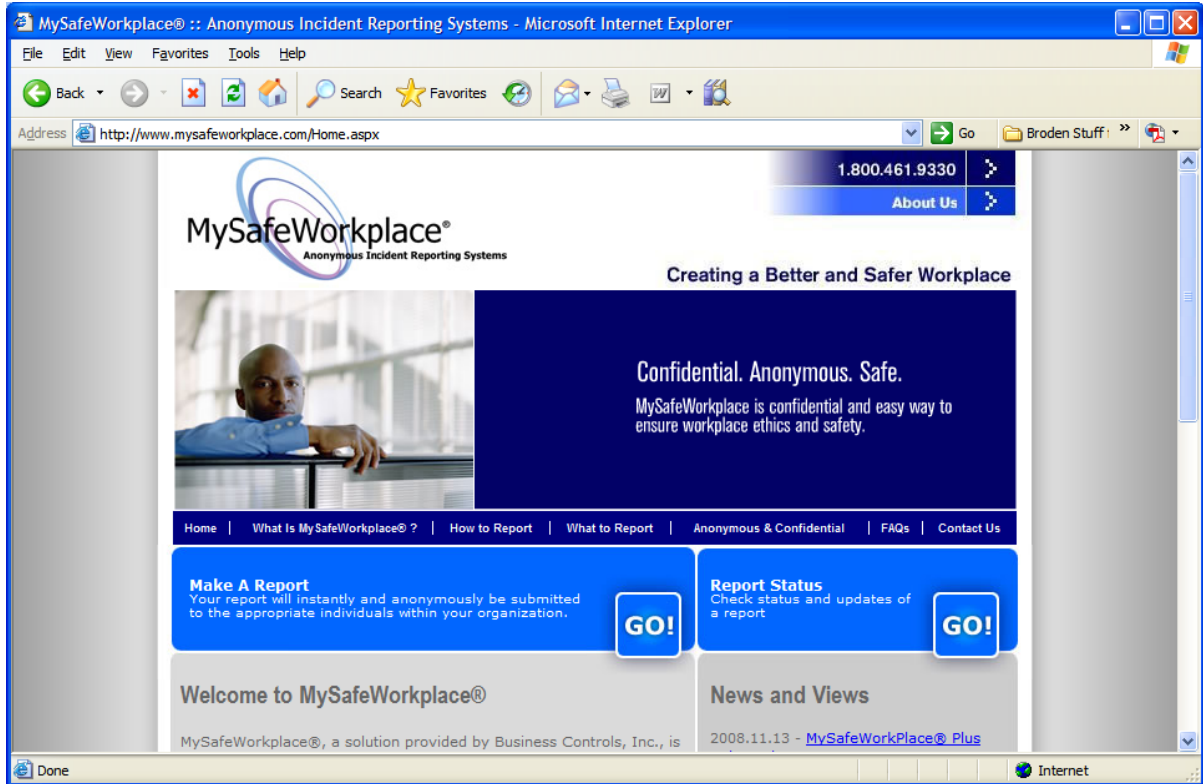 MySafeWorkplace® :: Anonymous Incident Reporting Systems - Microsoft Internet Explorer
File Edit View Favorites Tools Help
Back Search Favorites W
Address http://www.mysafeworkplace.com/Home.aspx Go Broden Stuff »
1.800.461.9330
About Us
MySafeWorkplace®
Anonymous Incident Reporting Systems
Creating a Better and Safer Workplace
Confidential. Anonymous. Safe.
MySafeWorkplace is confidential and easy way to
ensure workplace ethics and safety.
Home | What Is MySafeWorkplace® ? | How to Report | What to Report | Anonymous & Confidential | FAQs | Contact Us
Make A Report
Your report will instantly and anonymously be submitted
to the appropriate individuals within your organization.
GO!
Report Status
Check status and updates of
a report
GO!
Welcome to MySafeWorkplace®
MySafeWorkplace®, a solution provided by Business Controls, Inc., is
News and Views
2008.11.13 - MySafeWorkPlace® Plus
Done Internet